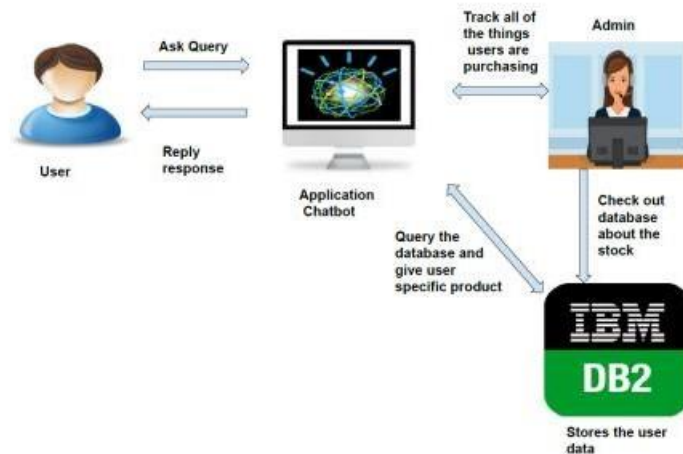 Ask Query
Reply
response
User
Application
Chatbot
Track all of
the things
users are
purchasing
Admin
Check out
database
about the
stock
Query the
database and
give user
specific product
IBM
DB2
Stores the user
data